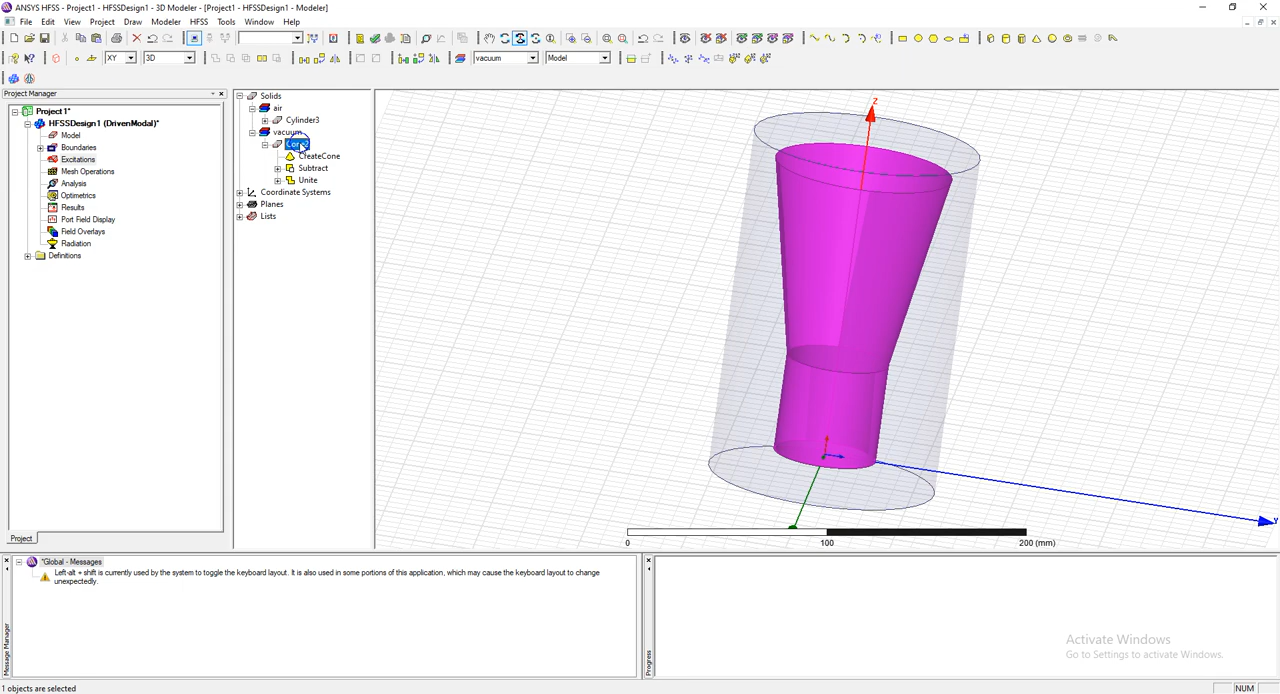 ANSYS HFSS - Project1 - HFSSDesign1 - 3D Modeler - [Project1 - HFSSDesign1 - Modeler]
File Edit View Project Draw Modeler HFSS Tools Window Help
XY 3D vacuum Model
Project Manager
Project1*
HFSSDesign1 (DrivenModal)*
Model
Boundaries
Excitations
Mesh Operations
Analysis
Optimetrics
Results
Port Field Display
Field Overlays
Radiation
Definitions
Project
Solids
air
Cylinder3
vacuum
CreateCone
Subtract
Unite
Coordinate Systems
Planes
Lists
Z
Y
0 100 200 (mm)
*Global - Messages
Left-alt + shift is currently used by the system to toggle the keyboard layout. It is also used in some portions of this application, which may cause the keyboard layout to change
unexpectedly.
Message Manager
Progress
Activate Windows
Go to Settings to activate Windows.
1 objects are selected
NUM